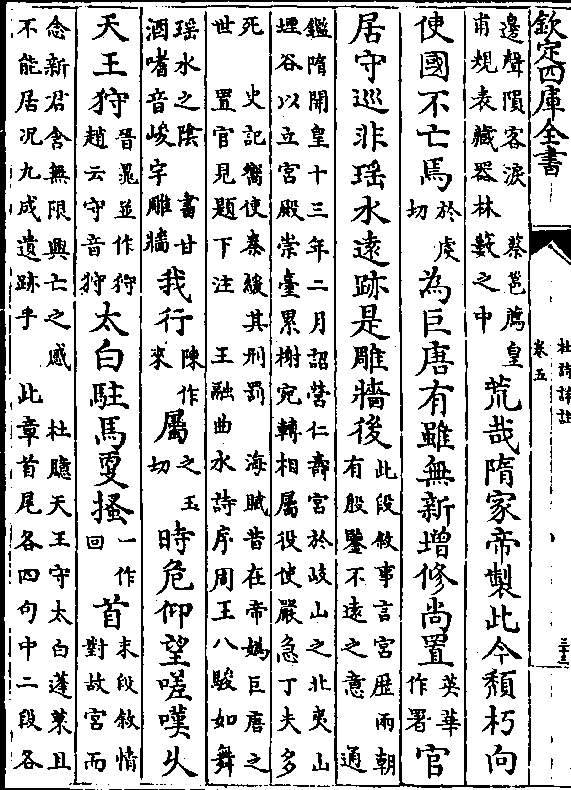 欽定四庫全書
杜詩詳註
卷五
三十三
邊聲隕客淚 蔡邕薦皇
甫規表藏器林藪之中 荒哉隋家帝製此今頹朽向
使國不亡焉於䖍切為巨唐有雖無新增修尚置英華作署官
居守巡非瑶水遠跡是雕牆後此段敘事言宮歴兩朝有殷鑒不逺之意 通
鑑隋開皇十三年二月詔營仁壽宮於岐山之北夷山
堙谷以立宮殿崇臺累榭宛轉相屬役使嚴急丁夫多
死 史記嚮使秦緩其刑罰 海賦昔在帝媯巨唐之
世 置官見題下注 王融曲水詩序周王八駿如舞
瑶水之陰 書甘酒嗜音峻宇雕牆 我行陳作來屬之玉切時危仰望嗟嘆乆
天王狩晉晁並作狩趙云守音狩太白駐馬更搔一作回首末段敘情對故宮而
念新君含無限興亡之感 杜臆天王守太白蓬萊且
不能居况九成遺跡乎 此章首尾各四句中二段各